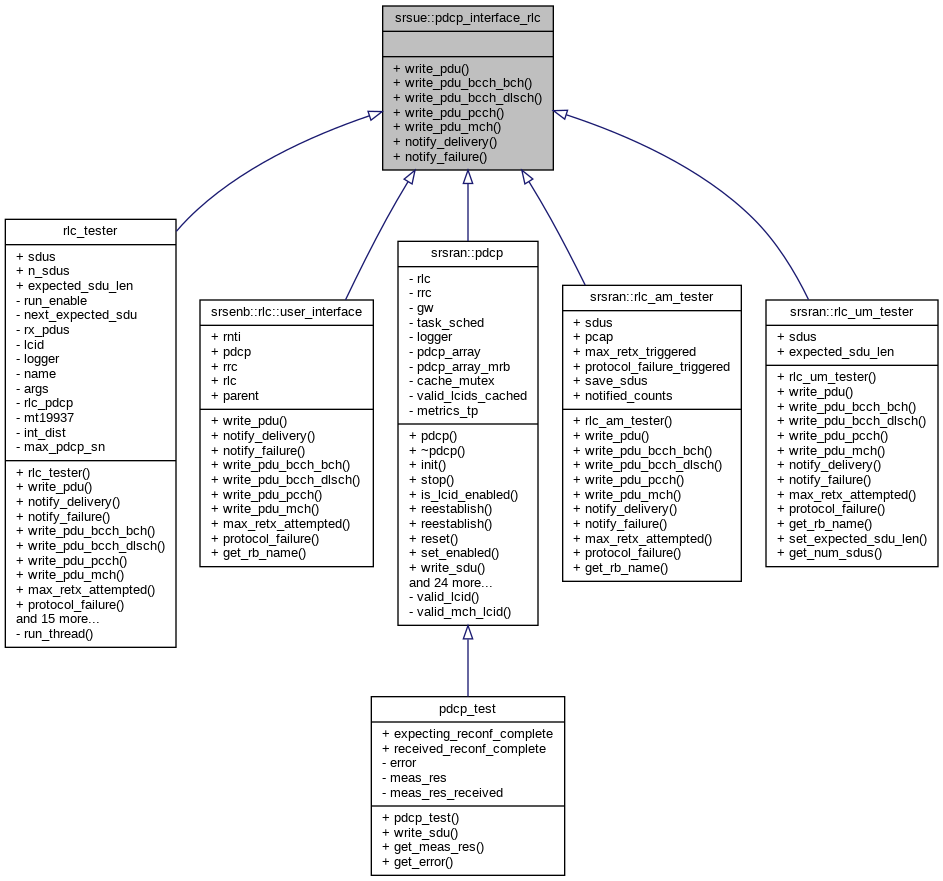 srsue::pdcp_interface_rlc
+ write_pdu()
+ write_pdu_bcch_bch()
+ write_pdu_bcch_dlsch()
+ write_pdu_pcch()
+ write_pdu_mch()
+ notify_delivery()
+ notify_failure()
rlc_tester
+ sdus
+ n_sdus
+ expected_sdu_len
- run_enable
- next_expected_sdu
- rx_pdus
- lcid
- logger
- name
- args
- rlc_pdcp
- mt19937
- int_dist
- max_pdcp_sn
+ rlc_tester()
+ write_pdu()
+ notify_delivery()
+ notify_failure()
+ write_pdu_bcch_bch()
+ write_pdu_bcch_dlsch()
+ write_pdu_pcch()
+ write_pdu_mch()
+ max_retx_attempted()
+ protocol_failure()
and 15 more...
- run_thread()
srsenb::rlc::user_interface
+ rnti
+ pdcp
+ rrc
+ rlc
+ parent
+ write_pdu()
+ notify_delivery()
+ notify_failure()
+ write_pdu_bcch_bch()
+ write_pdu_bcch_dlsch()
+ write_pdu_pcch()
+ write_pdu_mch()
+ max_retx_attempted()
+ protocol_failure()
+ get_rb_name()
srsran::pdcp
- rlc
- rrc
- gw
- task_sched
- logger
- pdcp_array
- pdcp_array_mrb
- cache_mutex
- valid_lcids_cached
- metrics_tp
+ pdcp()
+ ~pdcp()
+ init()
+ stop()
+ is_lcid_enabled()
+ reestablish()
+ reestablish()
+ reset()
+ set_enabled()
+ write_sdu()
and 24 more...
- valid_lcid()
- valid_mch_lcid()
srsran::rlc_am_tester
+ sdus
+ pcap
+ max_retx_triggered
+ protocol_failure_triggered
+ save_sdus
+ notified_counts
+ rlc_am_tester()
+ write_pdu()
+ write_pdu_bcch_bch()
+ write_pdu_bcch_dlsch()
+ write_pdu_pcch()
+ write_pdu_mch()
+ notify_delivery()
+ notify_failure()
+ max_retx_attempted()
+ protocol_failure()
+ get_rb_name()
srsran::rlc_um_tester
+ sdus
+ expected_sdu_len
+ rlc_um_tester()
+ write_pdu()
+ write_pdu_bcch_bch()
+ write_pdu_bcch_dlsch()
+ write_pdu_pcch()
+ write_pdu_mch()
+ notify_delivery()
+ notify_failure()
+ max_retx_attempted()
+ protocol_failure()
+ get_rb_name()
+ set_expected_sdu_len()
+ get_num_sdus()
pdcp_test
+ expecting_reconf_complete
+ received_reconf_complete
- error
- meas_res
- meas_res_received
+ pdcp_test()
+ write_sdu()
+ get_meas_res()
+ get_error()